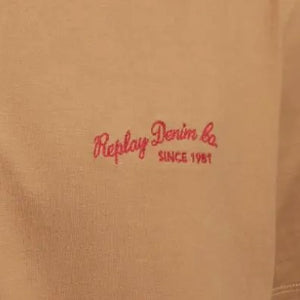 Replay Denim Co.
SINCE 1981